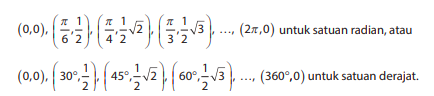 (0,0), (π/6, 1/2), (π/4, 1/2√2), (π/3, 1/2√3), ..., (2π,0) untuk satuan radian, atau
(0,0), (30°, 1/2), (45°, 1/2√2), (60°, 1/2√3), ..., (360°,0) untuk satuan derajat.